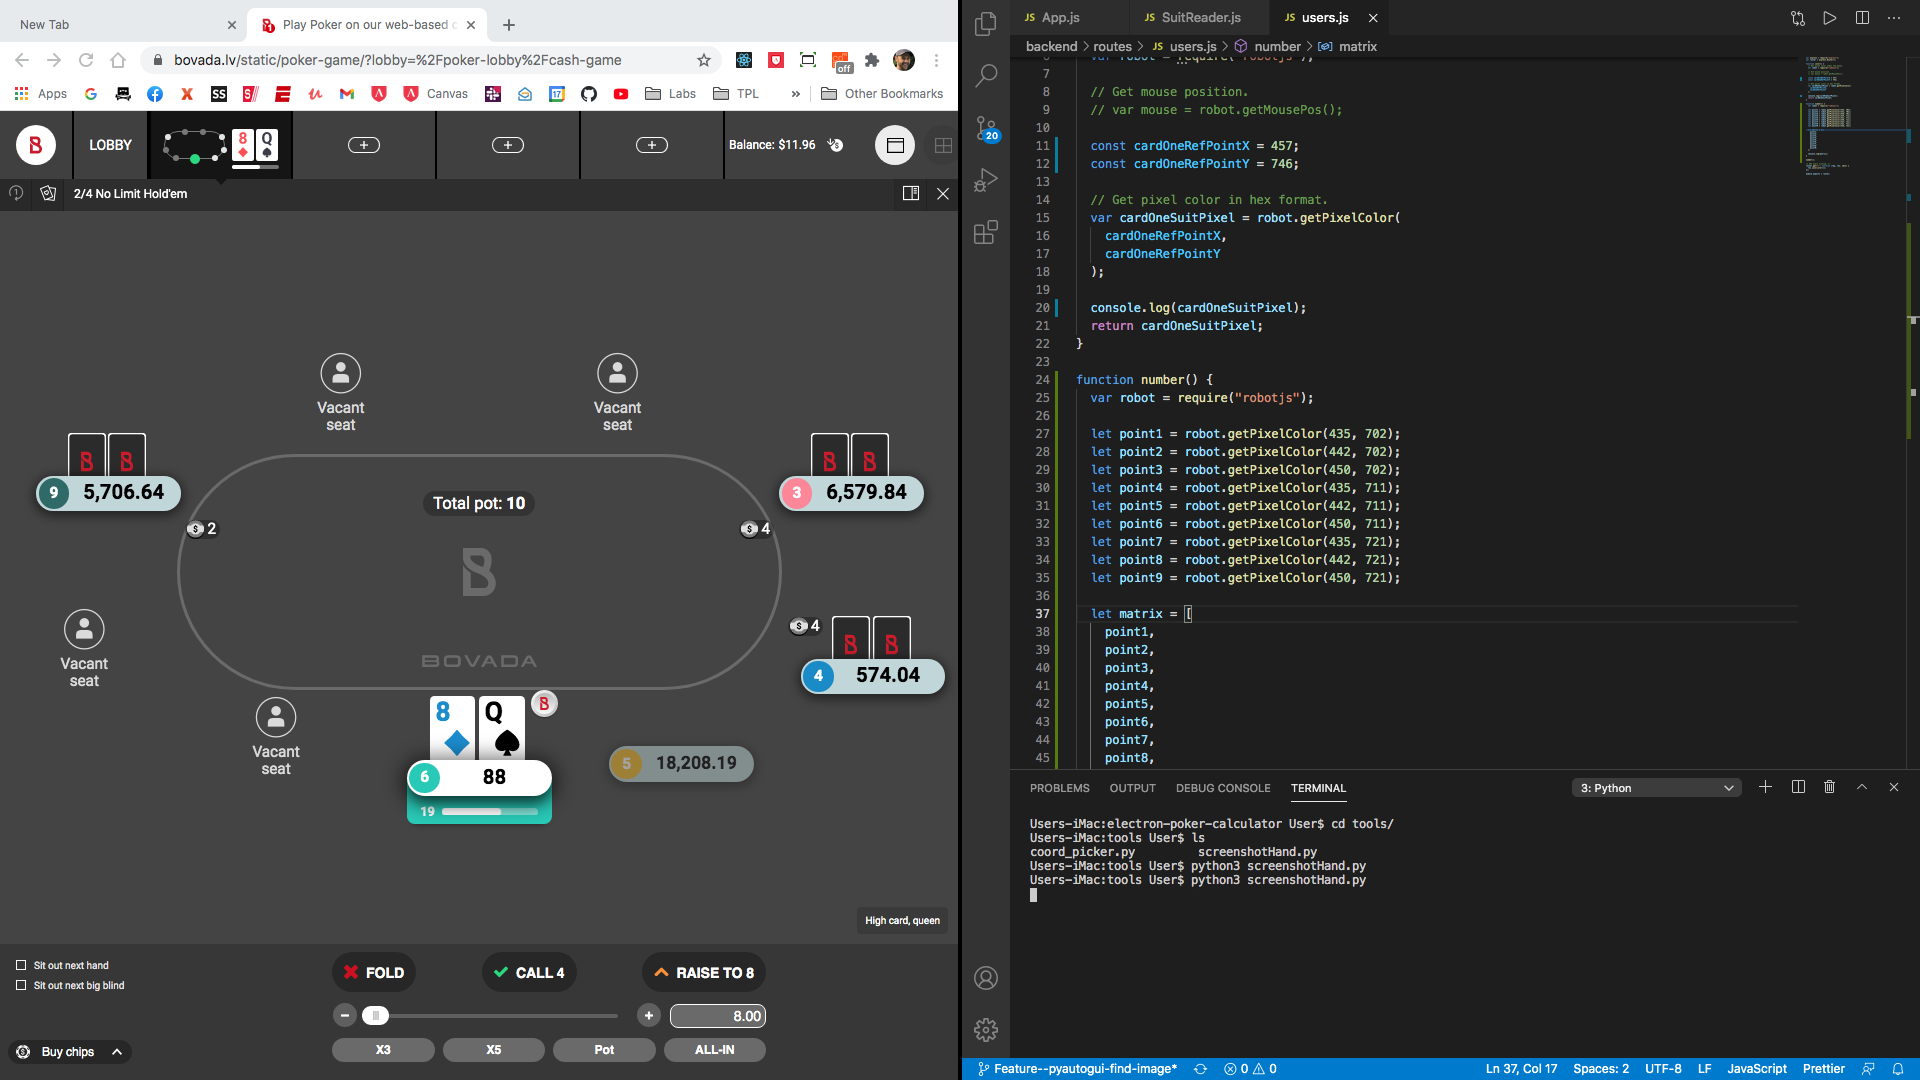 New Tab
Play Poker on our web-based c
bovada.lv/static/poker-game/?lobby=%2Fpoker-lobby%2Fcash-game
off
Apps
Canvas
Labs
TPL
»
Other Bookmarks
LOBBY
8 Q
Balance: $11.96
2/4 No Limit Hold'em
Vacant seat
Vacant seat
9 5,706.64
3 6,579.84
Total pot: 10
2
4
4
BOVADA
Vacant seat
4 574.04
8 Q
Vacant seat
6 88
19
5 18,208.19
High card, queen
Sit out next hand
Sit out next big blind
FOLD
CALL 4
RAISE TO 8
8.00
Buy chips
X3
X5
Pot
ALL-IN
JS App.js
JS SuitReader.js
JS users.js
backend > routes > JS users.js > number > matrix
20
6 var robot = require("robotjs");
7
8 // Get mouse position.
9 // var mouse = robot.getMousePos();
10
11 const cardOneRefPointX = 457;
12 const cardOneRefPointY = 746;
13
14 // Get pixel color in hex format.
15 var cardOneSuitPixel = robot.getPixelColor(
16 cardOneRefPointX,
17 cardOneRefPointY
18 );
19
20 console.log(cardOneSuitPixel);
21 return cardOneSuitPixel;
22 }
23
24 function number() {
25 var robot = require("robotjs");
26
27 let point1 = robot.getPixelColor(435, 702);
28 let point2 = robot.getPixelColor(442, 702);
29 let point3 = robot.getPixelColor(450, 702);
30 let point4 = robot.getPixelColor(435, 711);
31 let point5 = robot.getPixelColor(442, 711);
32 let point6 = robot.getPixelColor(450, 711);
33 let point7 = robot.getPixelColor(435, 721);
34 let point8 = robot.getPixelColor(442, 721);
35 let point9 = robot.getPixelColor(450, 721);
36
37 let matrix = [
38 point1,
39 point2,
40 point3,
41 point4,
42 point5,
43 point6,
44 point7,
45 point8,
PROBLEMS
OUTPUT
DEBUG CONSOLE
TERMINAL
3: Python
Users-iMac:electron-poker-calculator User$ cd tools/
Users-iMac:tools User$ ls
coord_picker.py screenshotHand.py
Users-iMac:tools User$ python3 screenshotHand.py
Users-iMac:tools User$ python3 screenshotHand.py
Feature--pyautogui-find-image*
0
0
Ln 37, Col 17
Spaces: 2
UTF-8
LF
JavaScript
Prettier